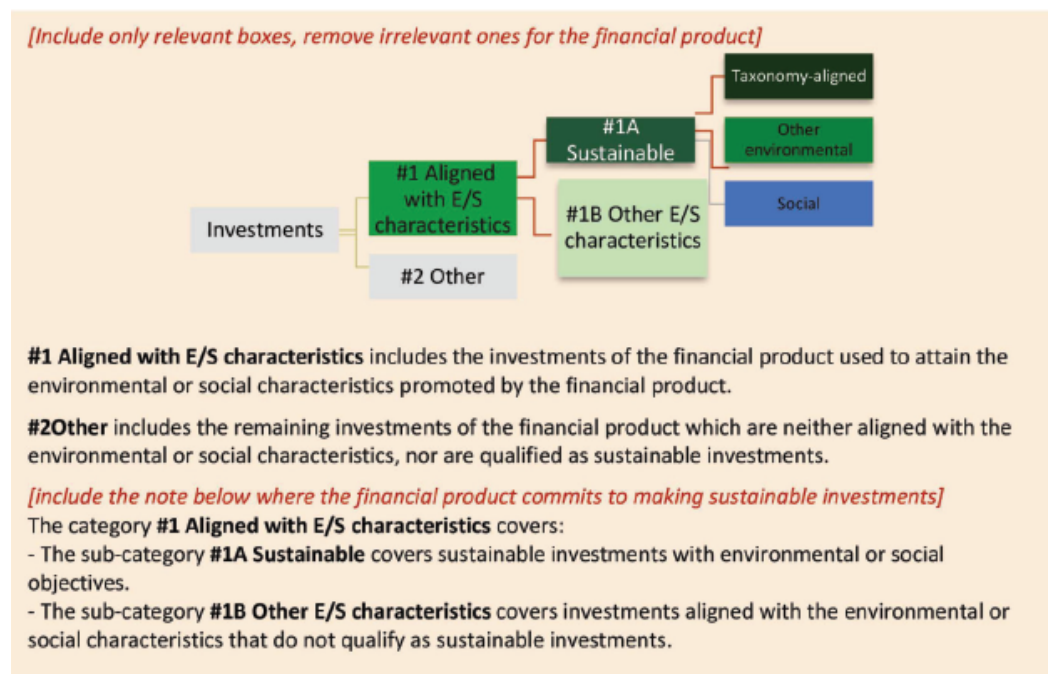 [Include only relevant boxes, remove irrelevant ones for the financial product]
Taxonomy-aligned
#1A
Sustainable
Other
environmental
#1 Aligned
with E/S
characteristics
Social
#1B Other E/S
characteristics
Investments
#2 Other
#1 Aligned with E/S characteristics includes the investments of the financial product used to attain the
environmental or social characteristics promoted by the financial product.
#2Other includes the remaining investments of the financial product which are neither aligned with the
environmental or social characteristics, nor are qualified as sustainable investments.
[include the note below where the financial product commits to making sustainable investments]
The category #1 Aligned with E/S characteristics covers:
- The sub-category #1A Sustainable covers sustainable investments with environmental or social
objectives.
- The sub-category #1B Other E/S characteristics covers investments aligned with the environmental or
social characteristics that do not qualify as sustainable investments.